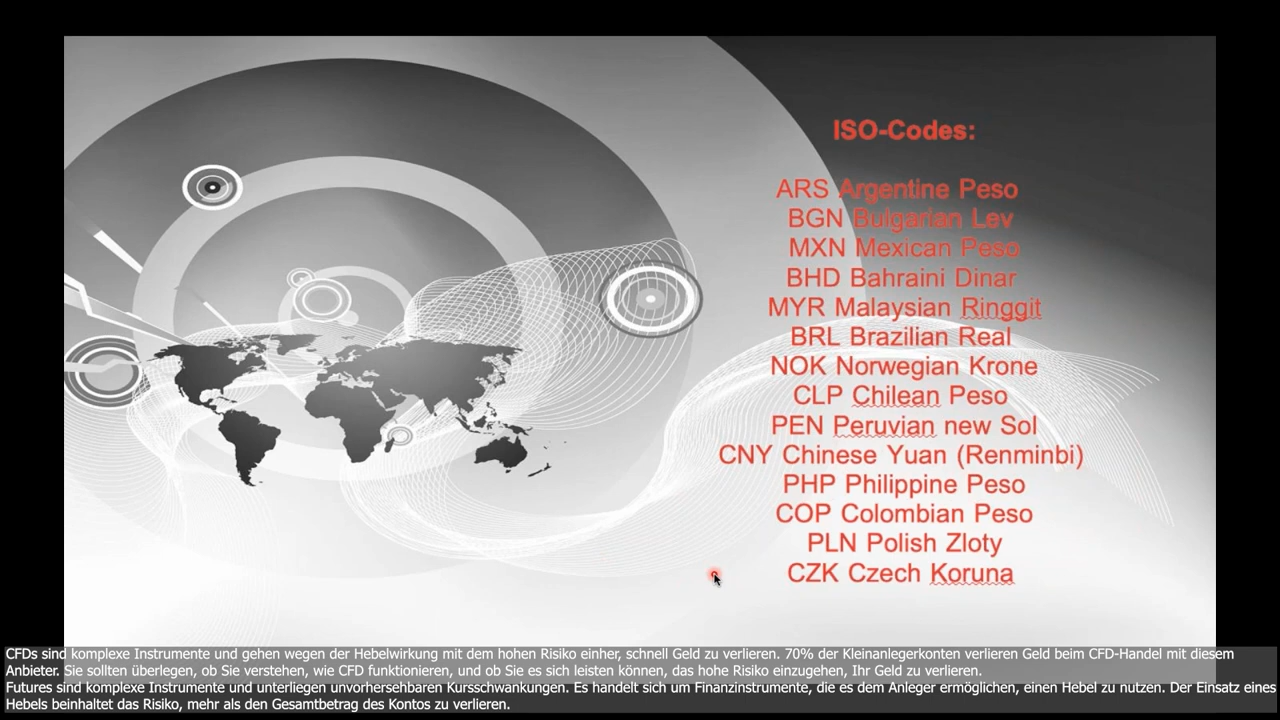 ISO-Codes:
ARS Argentine Peso
BGN Bulgarian Lev
MXN Mexican Peso
BHD Bahraini Dinar
MYR Malaysian Ringgit
BRL Brazilian Real
NOK Norwegian Krone
CLP Chilean Peso
PEN Peruvian new Sol
CNY Chinese Yuan (Renminbi)
PHP Philippine Peso
COP Colombian Peso
PLN Polish Zloty
CZK Czech Koruna
CFDs sind komplexe Instrumente und gehen wegen der Hebelwirkung mit dem hohen Risiko einher, schnell Geld zu verlieren. 70% der Kleinanlegerkonten verlieren Geld beim CFD-Handel mit diesem
Anbieter. Sie sollten überlegen, ob Sie verstehen, wie CFD funktionieren, und ob Sie es sich leisten können, das hohe Risiko einzugehen, Ihr Geld zu verlieren.
Futures sind komplexe Instrumente und unterliegen unvorhersehbaren Kursschwankungen. Es handelt sich um Finanzinstrumente, die es dem Anleger ermöglichen, einen Hebel zu nutzen. Der Einsatz eines
Hebels beinhaltet das Risiko, mehr als den Gesamtbetrag des Kontos zu verlieren.